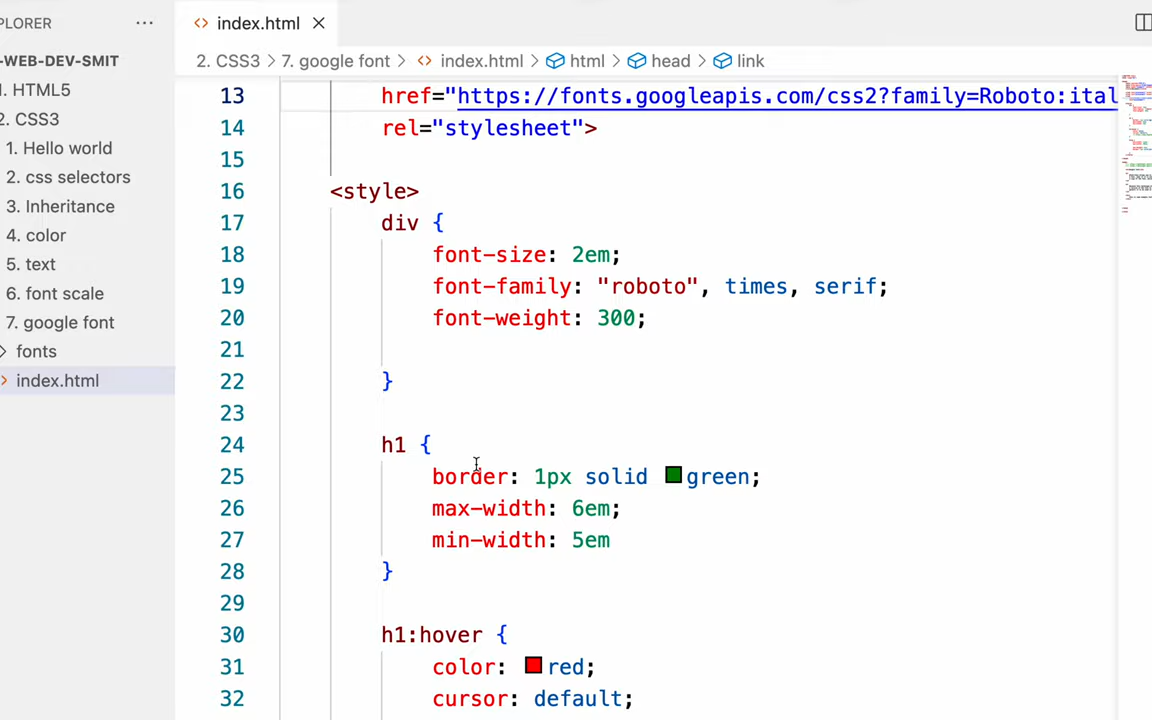 PLORER ···
-WEB-DEV-SMIT
1. HTML5
2. CSS3
1. Hello world
2. css selectors
3. Inheritance
4. color
5. text
6. font scale
7. google font
fonts
index.html
index.html
2. CSS3 > 7. google font > index.html > html > head > link
13 href="https://fonts.googleapis.com/css2?family=Roboto:ital
14 rel="stylesheet">
15
16 <style>
17 div {
18 font-size: 2em;
19 font-family: "roboto", times, serif;
20 font-weight: 300;
21
22 }
23
24 h1 {
25 border: 1px solid green;
26 max-width: 6em;
27 min-width: 5em
28 }
29
30 h1:hover {
31 color: red;
32 cursor: default;